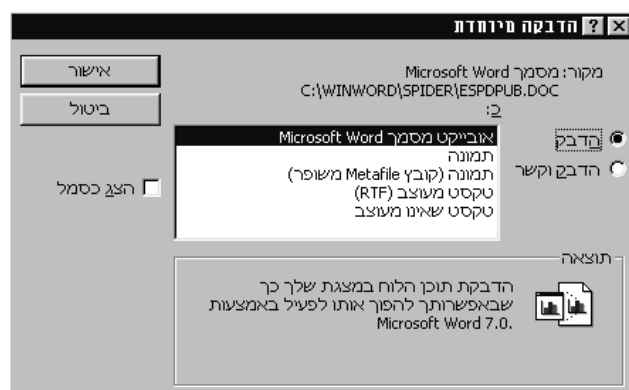 הדבקה מיוחדת
מקור: מסמך Microsoft Word
C:\WINWORD\SPIDER\ESPDPUB.DOC
כ:
הדבק
הדבק וקשר
אובייקט מסמך Microsoft Word
תמונה
תמונה (קובץ Metafile משופר)
טקסט מעוצב (RTF)
טקסט שאינו מעוצב
אישור
ביטול
הצג כסמל
תוצאה
הדבקת תוכן הלוח במצגת שלך כך
שבאפשרותך להפוך אותו לפעיל באמצעות
Microsoft Word 7.0.